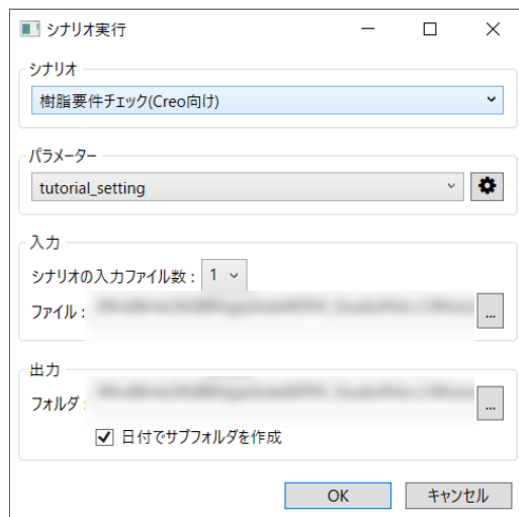 シナリオ実行
シナリオ
樹脂要件チェック(Creo向け)
パラメーター
tutorial_setting
入力
シナリオの入力ファイル数 : 1
ファイル :
...
出力
フォルダ :
...
日付でサブフォルダを作成
OK キャンセル